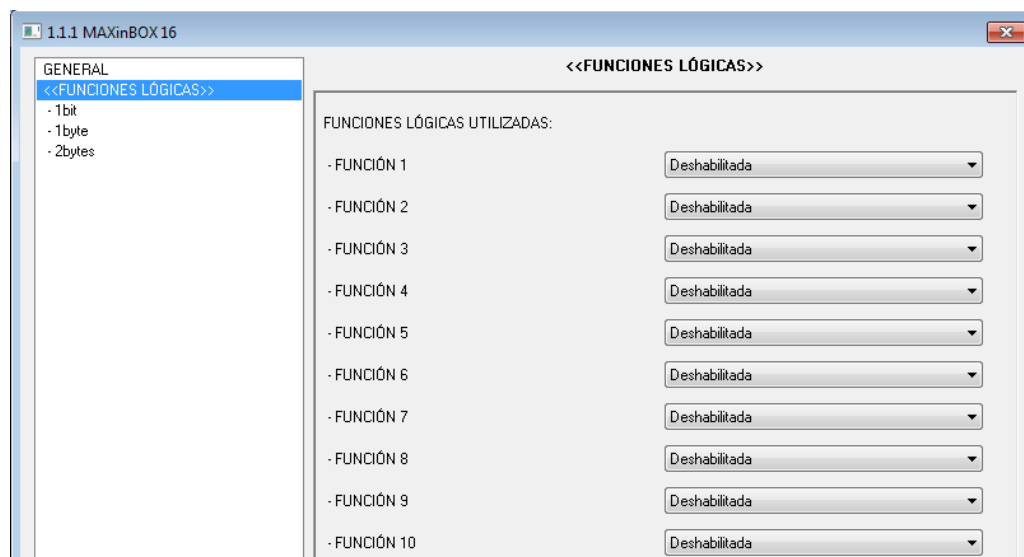 1.1.1 MAXinBOX 16
GENERAL
<<FUNCIONES LÓGICAS>>
- 1bit
- 1byte
- 2bytes
<<FUNCIONES LÓGICAS>>
FUNCIONES LÓGICAS UTILIZADAS:
- FUNCIÓN 1 Deshabilitada
- FUNCIÓN 2 Deshabilitada
- FUNCIÓN 3 Deshabilitada
- FUNCIÓN 4 Deshabilitada
- FUNCIÓN 5 Deshabilitada
- FUNCIÓN 6 Deshabilitada
- FUNCIÓN 7 Deshabilitada
- FUNCIÓN 8 Deshabilitada
- FUNCIÓN 9 Deshabilitada
- FUNCIÓN 10 Deshabilitada